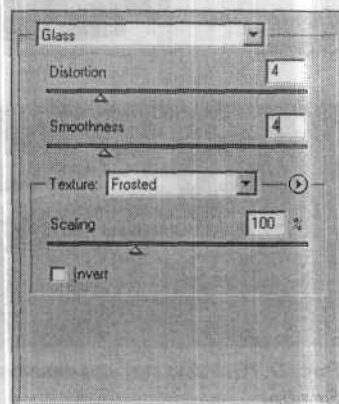 Glass
Distortion 4
Smoothness 4
Texture: Frosted
Scaling 100 %
Invert